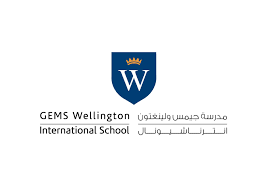 W
GEMS Wellington
International School
مدرسة جيمس ولينغتون
انترناشيونال